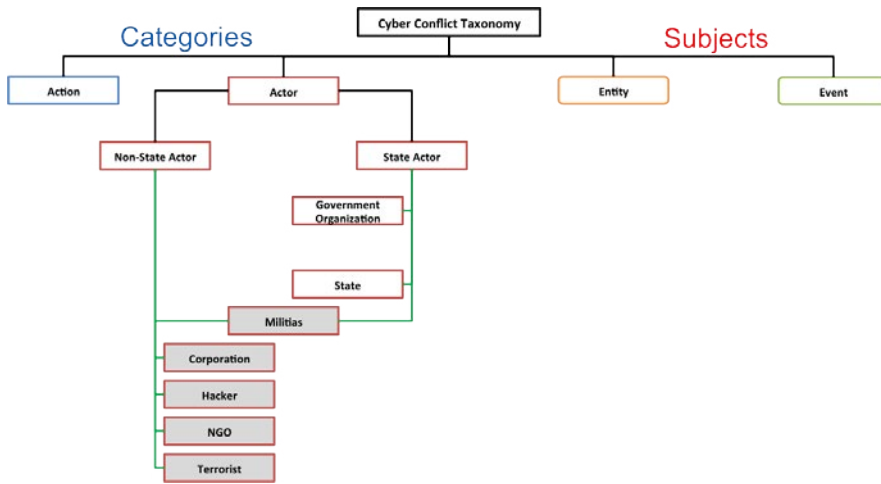 Cyber Conflict Taxonomy
Categories
Subjects
Action
Actor
Entity
Event
Non-State Actor
State Actor
Government
Organization
State
Militias
Corporation
Hacker
NGO
Terrorist